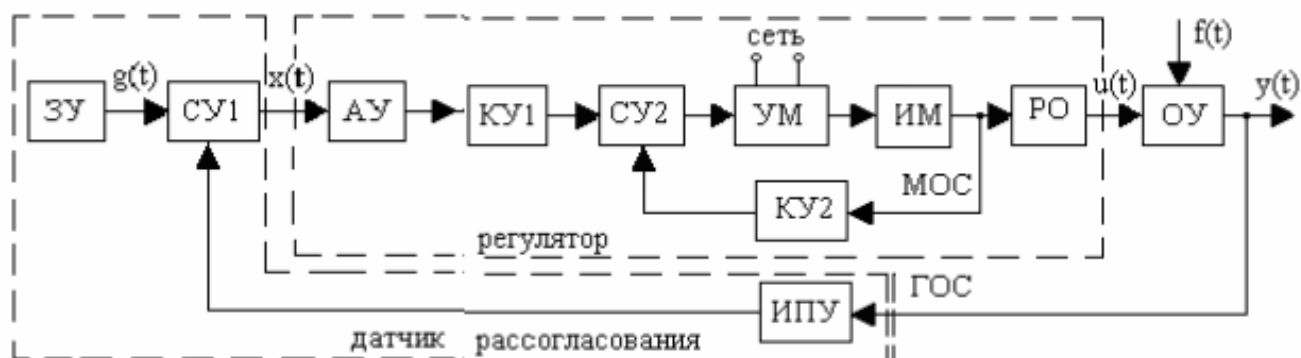 сеть
f(t)
g(t)
x(t)
u(t)
y(t)
ЗУ
СУ1
АУ
КУ1
СУ2
УМ
ИМ
РО
ОУ
МОС
КУ2
регулятор
ГОС
ИПУ
датчик рассогласования